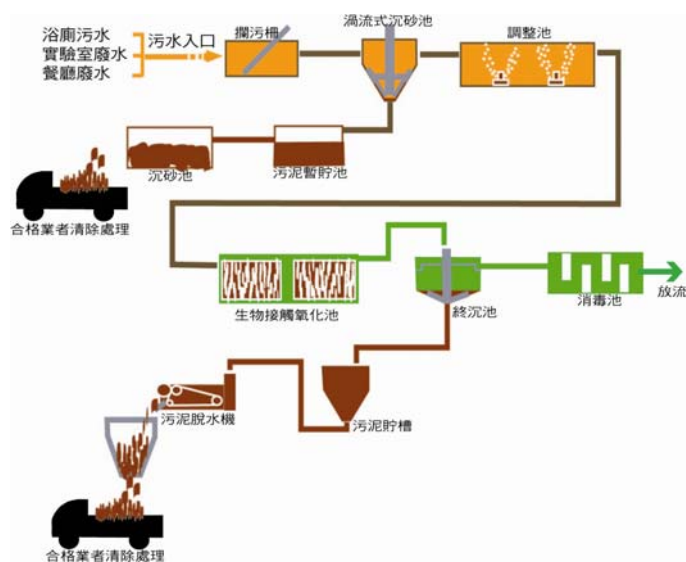 浴廁污水
實驗室廢水
餐廳廢水
污水入口
攔污柵
渦流式沉砂池
調整池
沉砂池
污泥暫貯池
合格業者清除處理
生物接觸氧化池
終沉池
消毒池
放流
污泥脫水機
污泥貯槽
合格業者清除處理